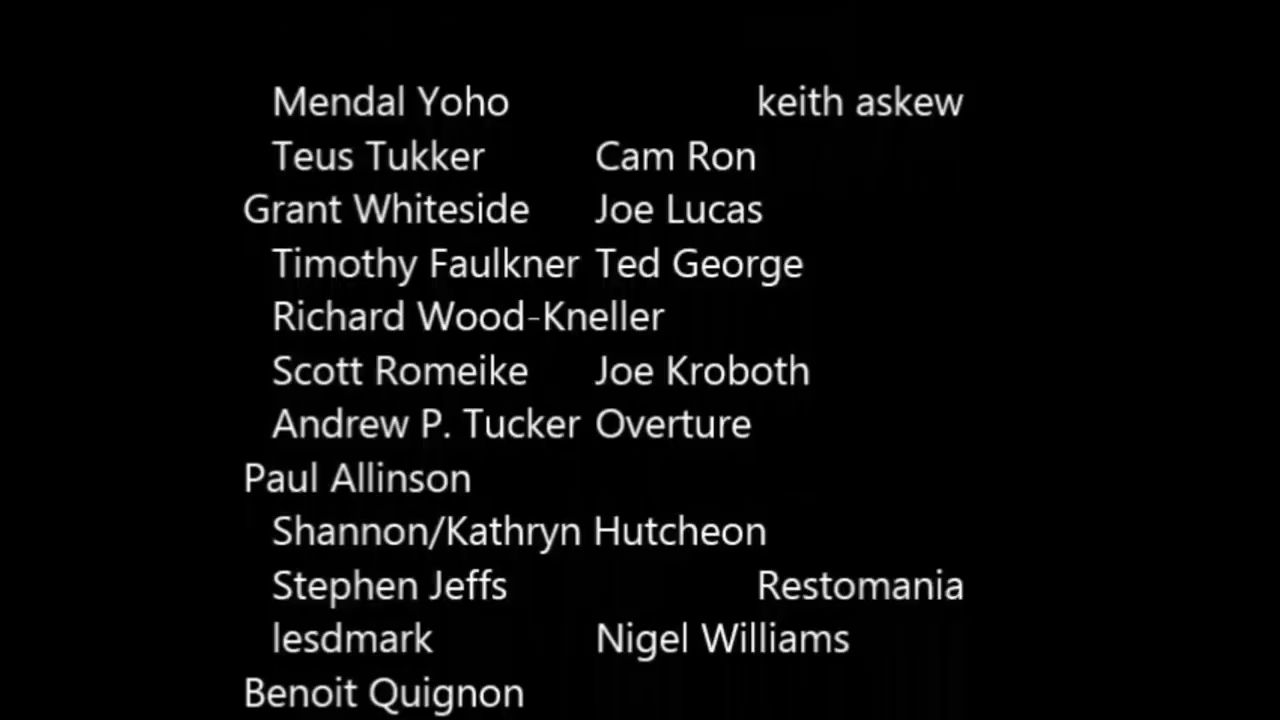 Mendal Yoho keith askew
Teus Tukker Cam Ron
Grant Whiteside Joe Lucas
Timothy Faulkner Ted George
Richard Wood-Kneller
Scott Romeike Joe Kroboth
Andrew P. Tucker Overture
Paul Allinson
Shannon/Kathryn Hutcheon
Stephen Jeffs Restomania
lesdmark Nigel Williams
Benoit Quignon